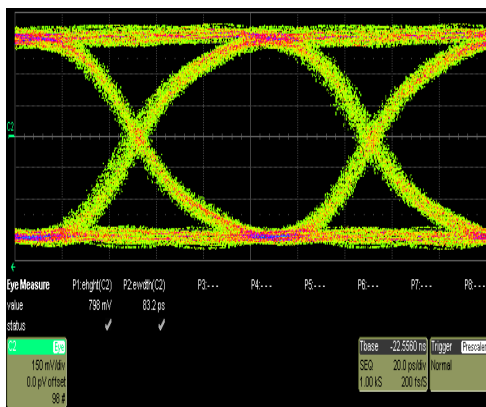 C2
Eye Measure P1:ehght(C2) P2:ewdth(C2) P3:--- P4:--- P5:--- P6:--- P7:--- P8:---
value 798 mV 83.2 ps
status ✓ ✓
C2 Eye
150 mV/div
0.0 pV offset
98 #
Tbase -22.5560 ns
SEQ 20.0 ps/div
1.00 kS 200 fs/S
Trigger Prescaler
Normal